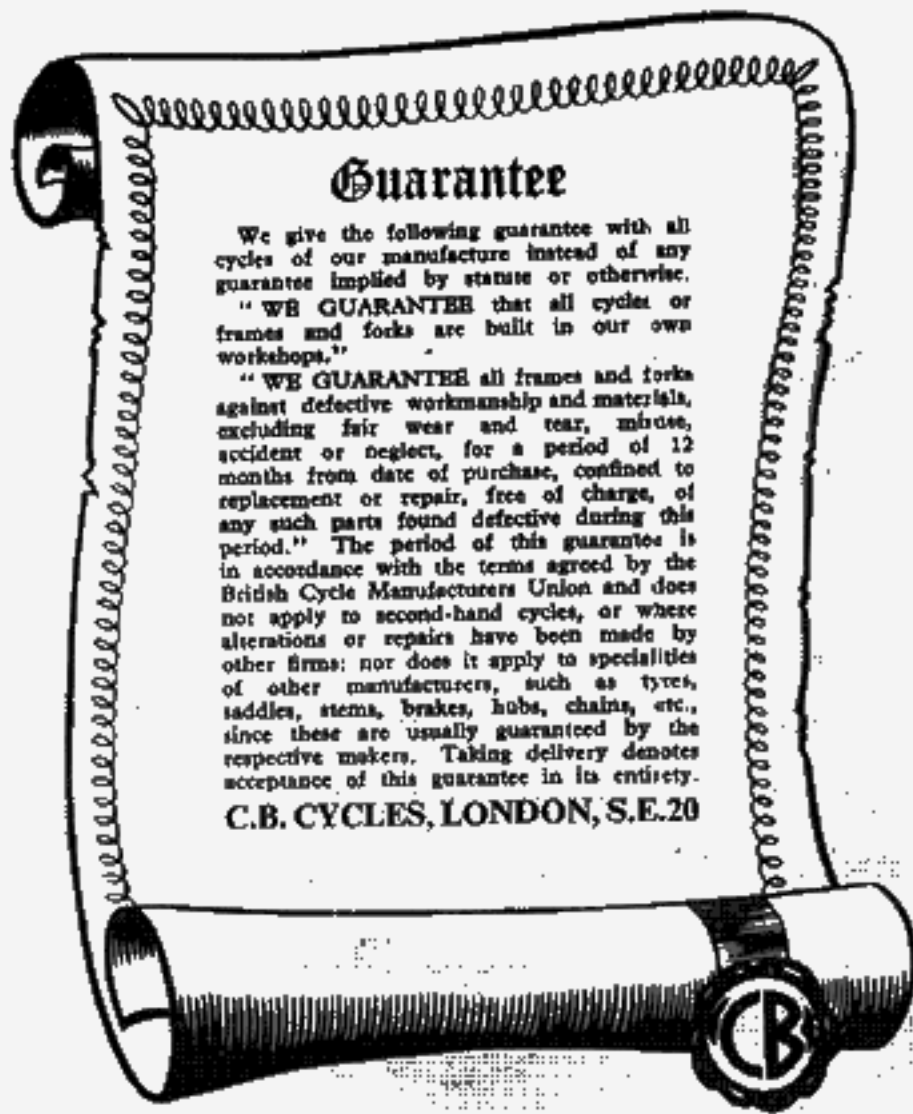 Guarantee
We give the following guarantee with all
cycles of our manufacture instead of any
guarantee implied by statute or otherwise.
“ WE GUARANTEE that all cycles or
frames and forks are built in our own
workshops.”
“ WE GUARANTEE all frames and forks
against defective workmanship and materials,
excluding fair wear and tear, misuse,
accident or neglect, for a period of 12
months from date of purchase, confined to
replacement or repair, free of charge, of
any such parts found defective during this
period.” The period of this guarantee is
in accordance with the terms agreed by the
British Cycle Manufacturers Union and does
not apply to second-hand cycles, or where
alterations or repairs have been made by
other firms; nor does it apply to specialities
of other manufacturers, such as tyres,
saddles, stems, brakes, hubs, chains, etc.,
since these are usually guaranteed by the
respective makers. Taking delivery denotes
acceptance of this guarantee in its entirety.
C.B. CYCLES, LONDON, S.E.20
CB